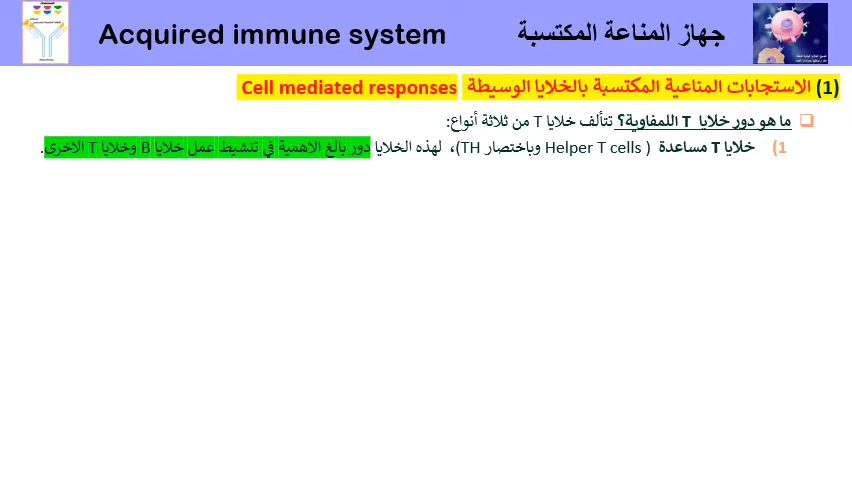 Acquired immune system جهاز المناعة المكتسبة
(1) الاستجابات المناعية المكتسبة بالخلايا الوسيطة Cell mediated responses
ما هو دور خلايا T اللمفاوية؟ تتألف خلايا T من ثلاثة أنواع:
1) خلايا T مساعدة ( Helper T cells وباختصار TH)، لهذه الخلايا دور بالغ الاهمية في تنشيط عمل خلايا B وخلايا T الاخرى.